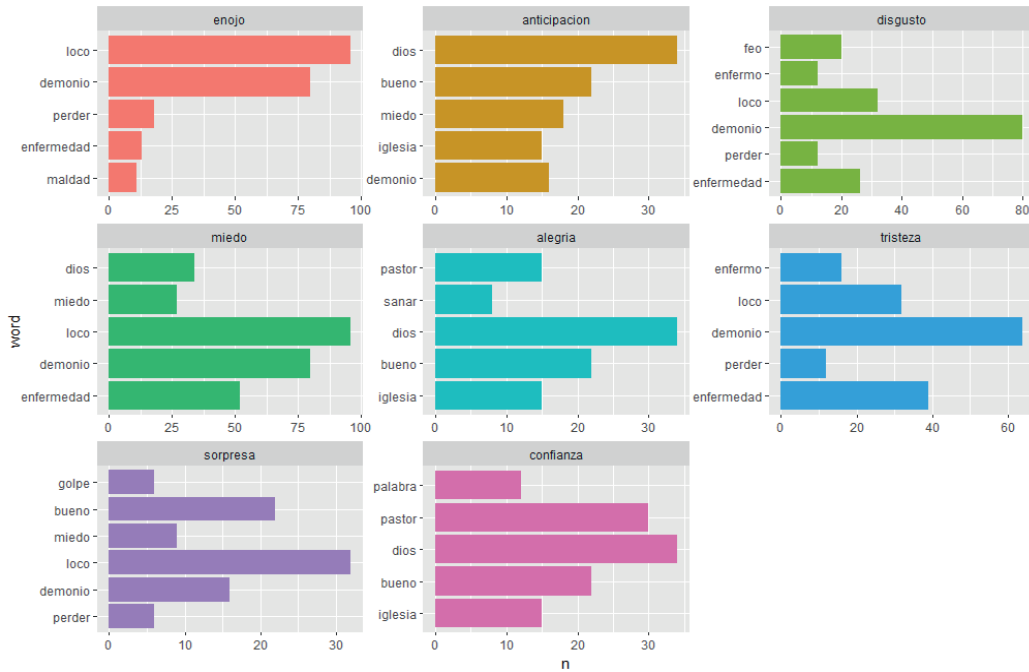 enojo
loco
demonio
perder
enfermedad
maldad
0 25 50 75 100
anticipacion
dios
bueno
miedo
iglesia
demonio
0 10 20 30
disgusto
feo
enfermo
loco
demonio
perder
enfermedad
0 20 40 60 80
word
miedo
dios
miedo
loco
demonio
enfermedad
0 25 50 75 100
alegria
pastor
sanar
dios
bueno
iglesia
0 10 20 30
tristeza
enfermo
loco
demonio
perder
enfermedad
0 20 40 60
sorpresa
golpe
bueno
miedo
loco
demonio
perder
0 10 20 30
confianza
palabra
pastor
dios
bueno
iglesia
0 10 20 30
n